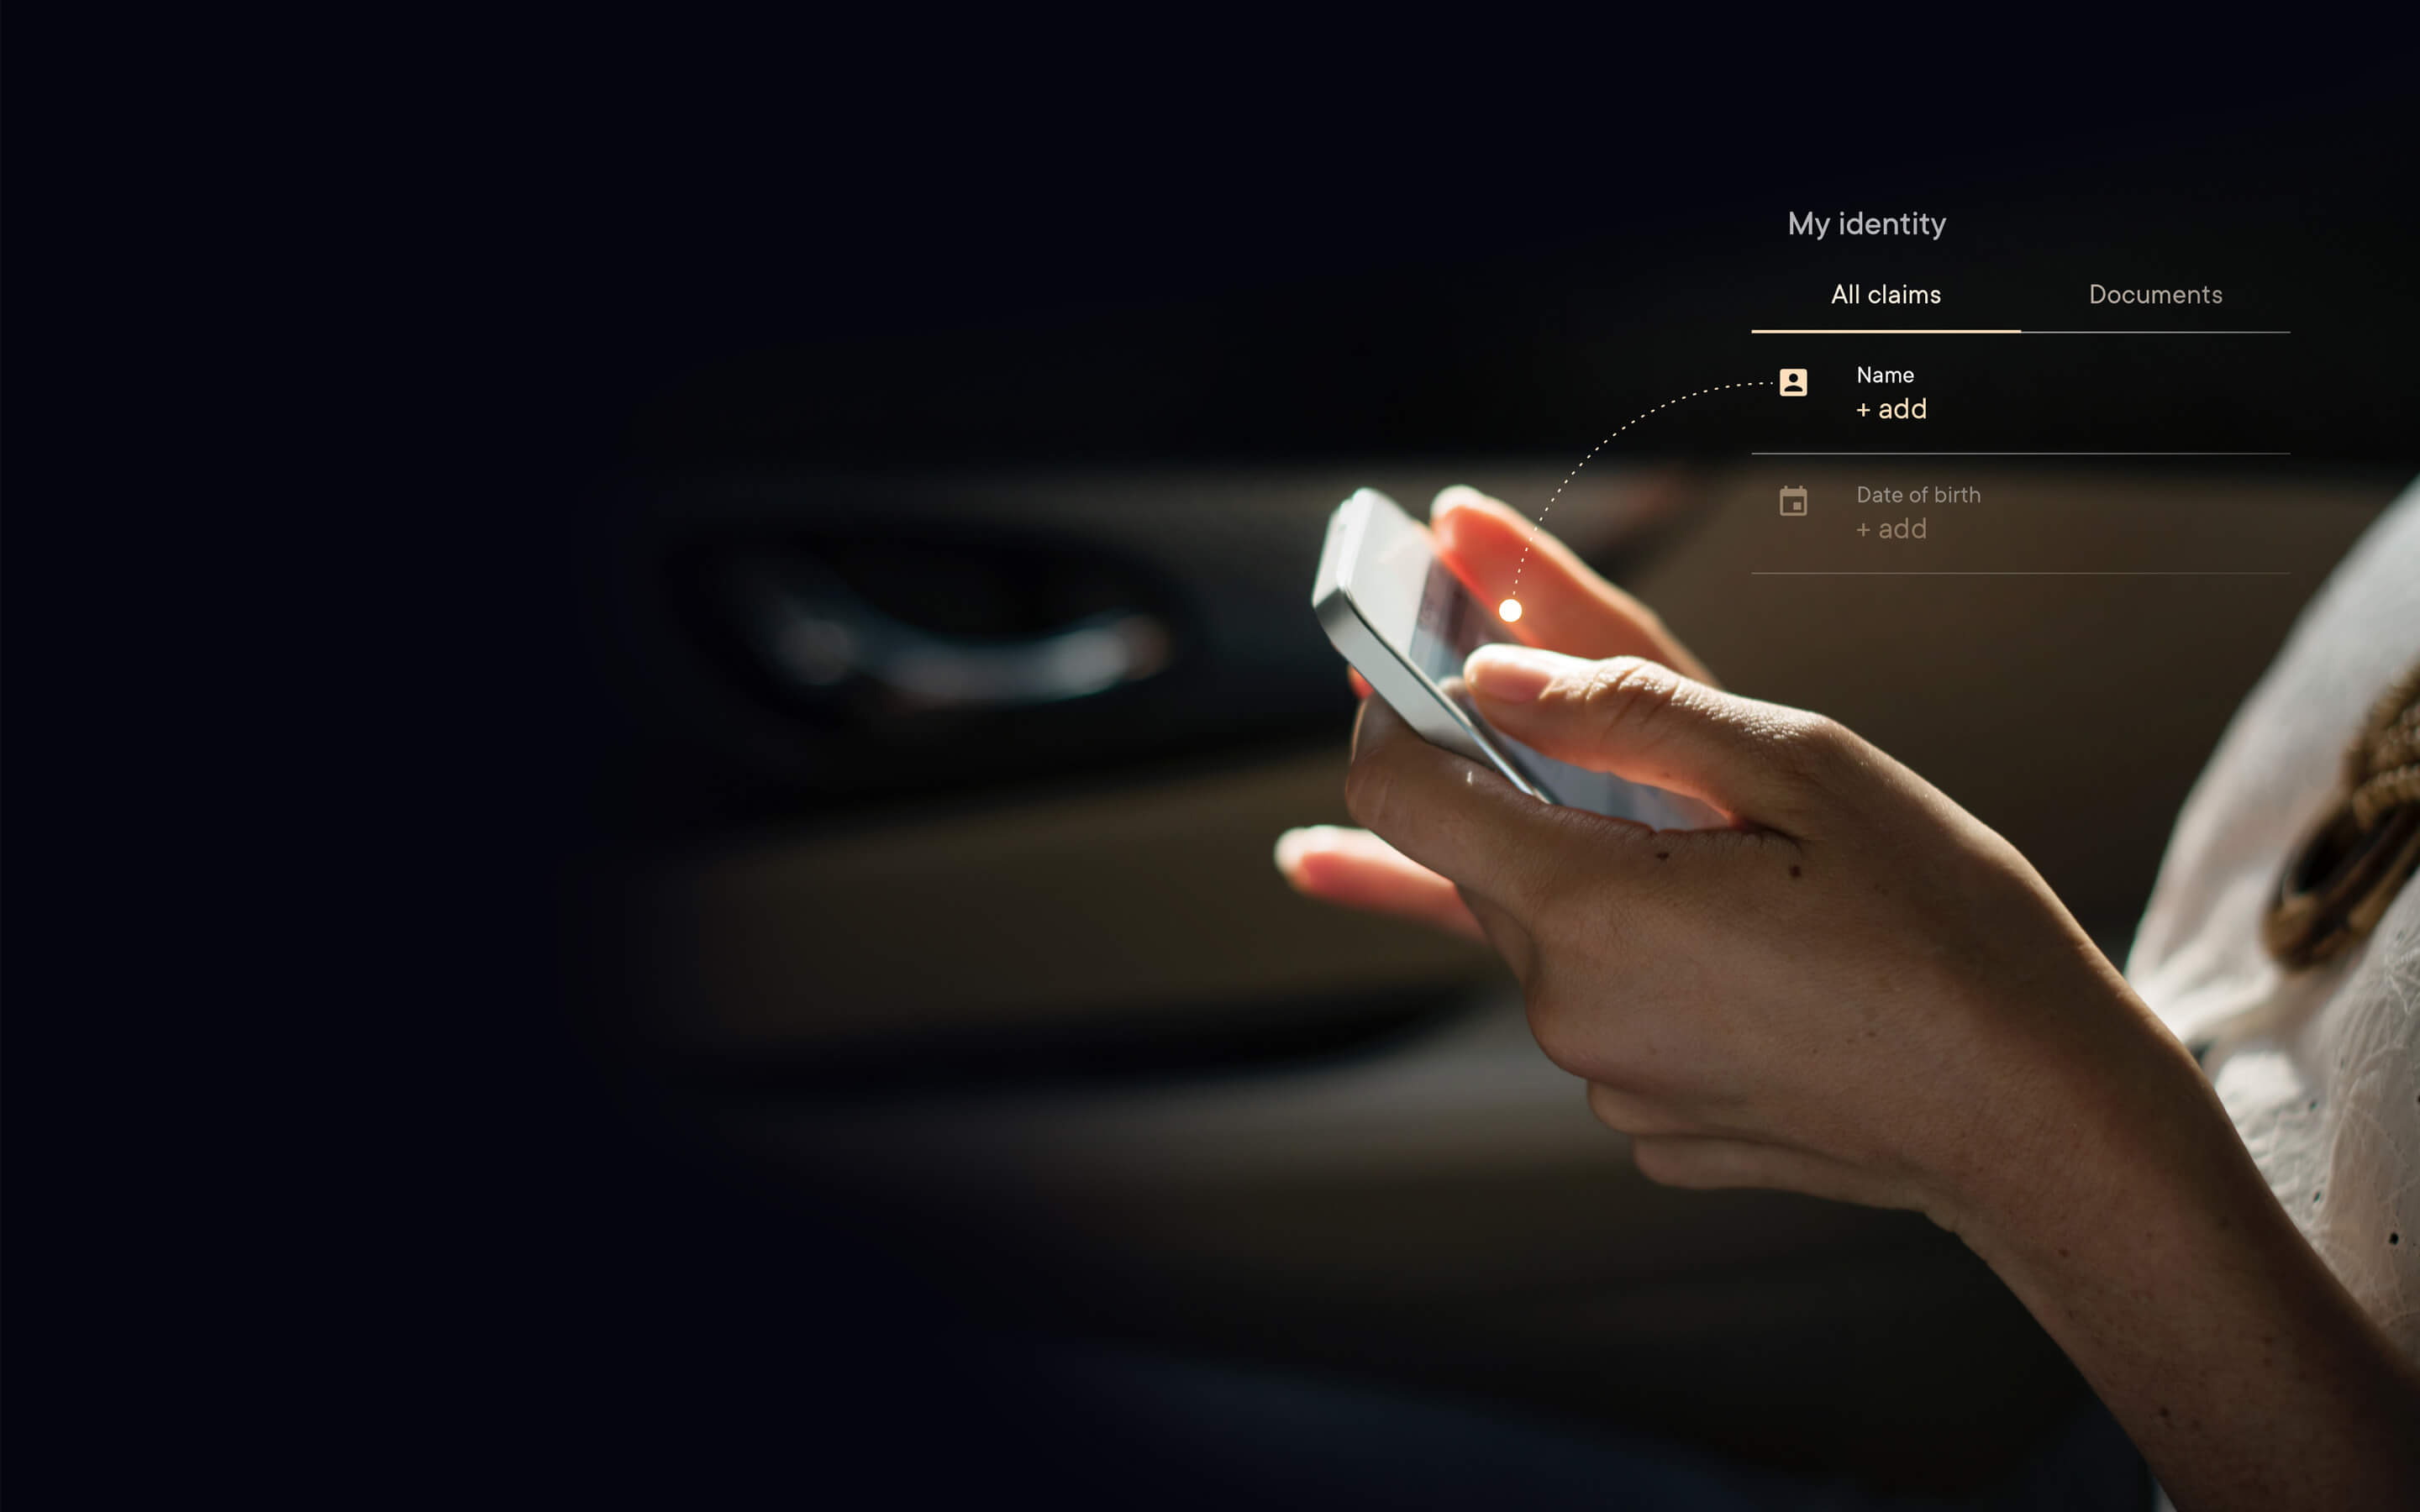 My identity
All claims
Documents
Name
+ add
Date of birth
+ add